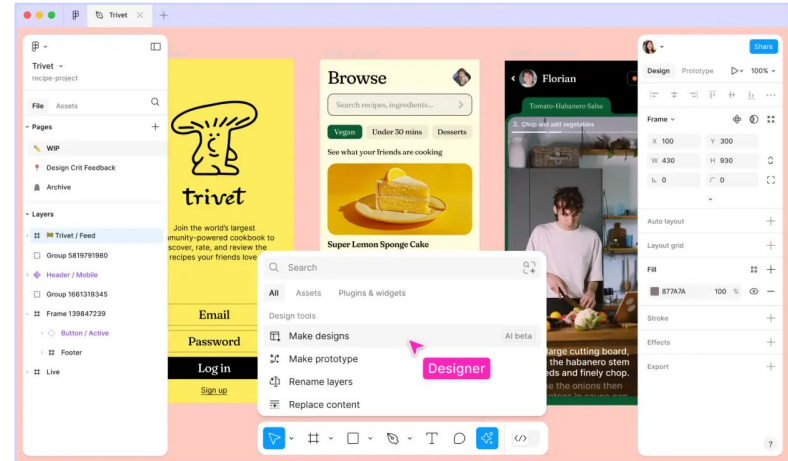 Trivet
Trivet
recipe-project
File
Assets
Pages
WIP
Design Crit Feedback
Archive
Layers
Trivet / Feed
Group 5819791980
Header / Mobile
Group 1661319345
Frame 139847239
Button / Active
Footer
Live
trivet
Join the world's largest
munity-powered cookbook to
scover, rate, and review the
recipes your friends love
Email
Password
Log in
Sign up
Browse
Search recipes, ingredients...
Vegan
Under 30 mins
Desserts
See what your friends are cooking
Super Lemon Sponge Cake
Florian
Tomato-Habanero Salsa
2. Chop and add vegetables
large cutting board,
the habanero stem
eds and finely chop.
e the onions then
Search
All
Assets
Plugins & widgets
Design tools
Make designs
AI beta
Make prototype
Rename layers
Replace content
Designer
Share
Design
Prototype
100%
Frame
X 100
Y 300
W 430
H 930
0
0
Auto layout
Layout grid
Fill
877A7A
100 %
Stroke
Effects
Export
?